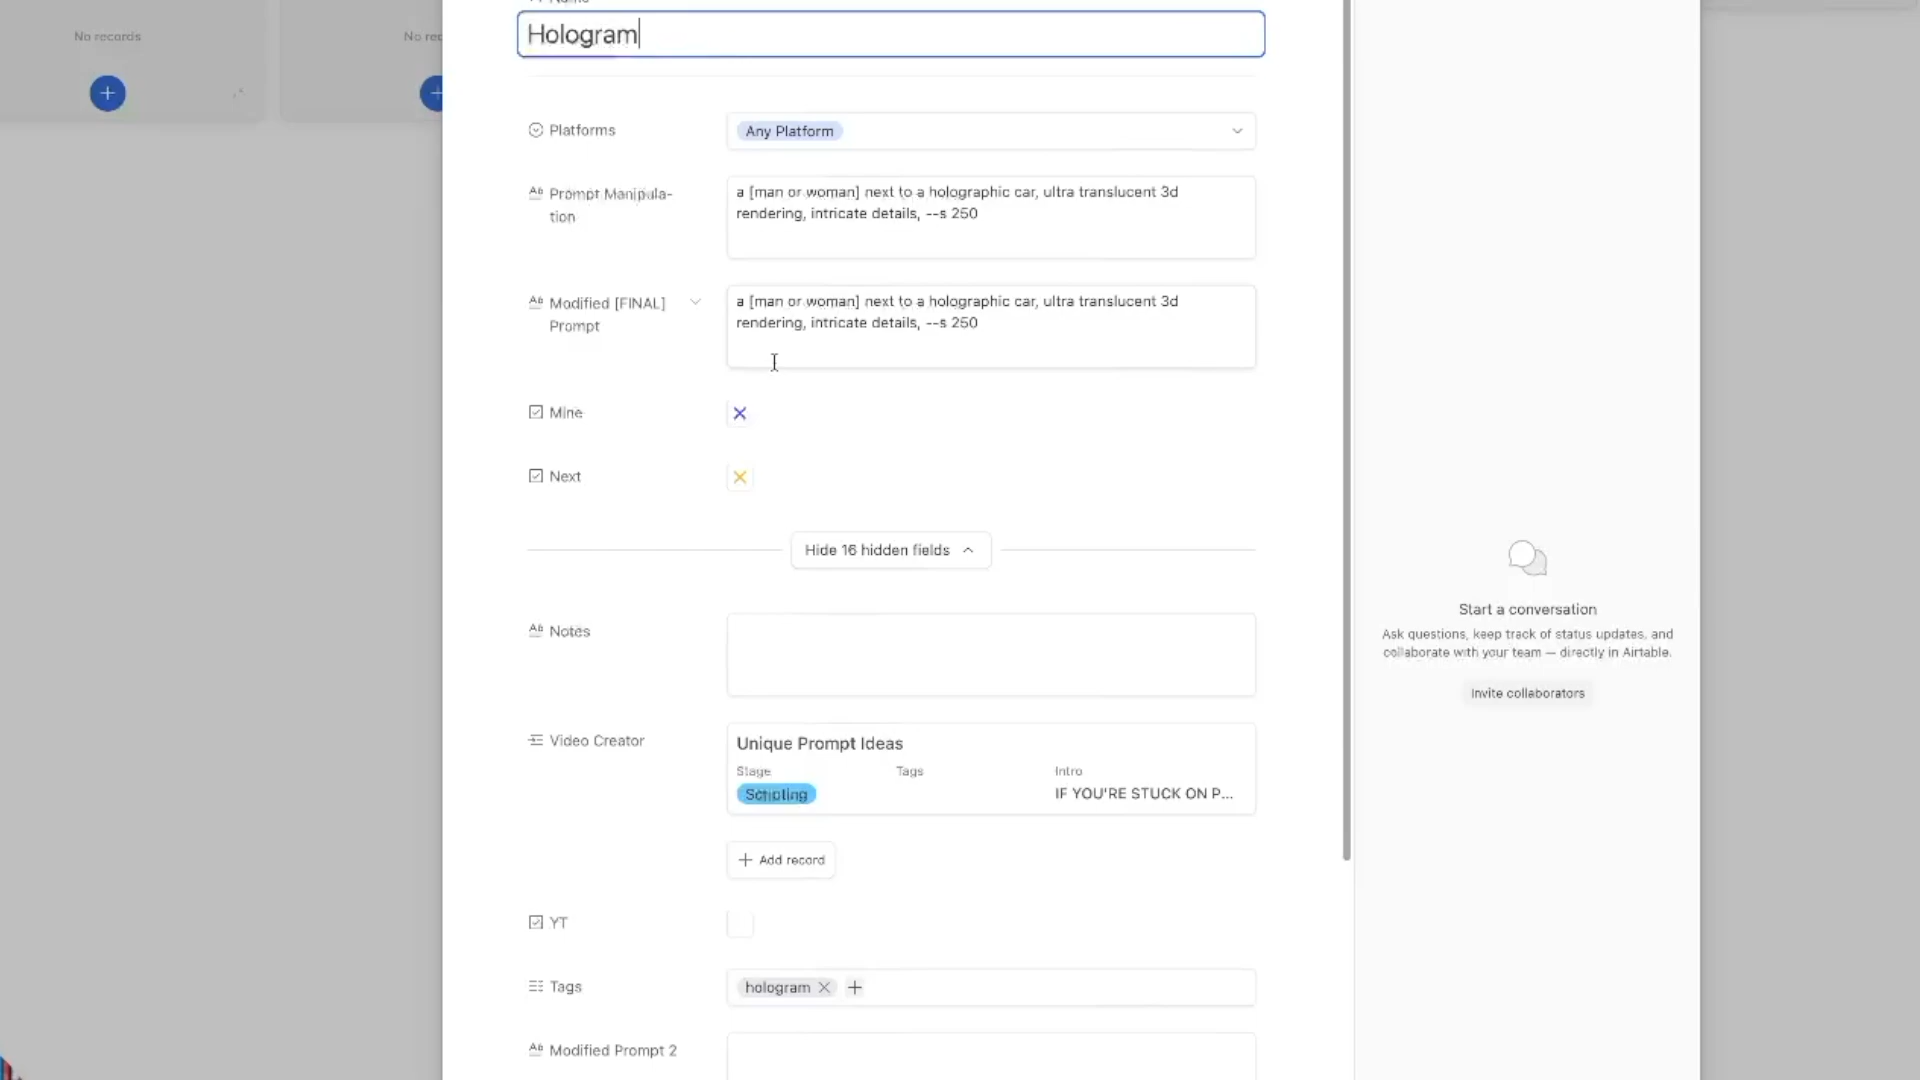 No records
No rec
Name
Hologram
Platforms
Any Platform
Prompt Manipula-
tion
a [man or woman] next to a holographic car, ultra translucent 3d
rendering, intricate details, --s 250
Modified [FINAL]
Prompt
a [man or woman] next to a holographic car, ultra translucent 3d
rendering, intricate details, --s 250
Mine
Next
Hide 16 hidden fields
Notes
Video Creator
Unique Prompt Ideas
Stage
Tags
Intro
Scripting
IF YOU'RE STUCK ON P...
Add record
YT
Tags
hologram
Modified Prompt 2
Start a conversation
Ask questions, keep track of status updates, and
collaborate with your team — directly in Airtable.
Invite collaborators